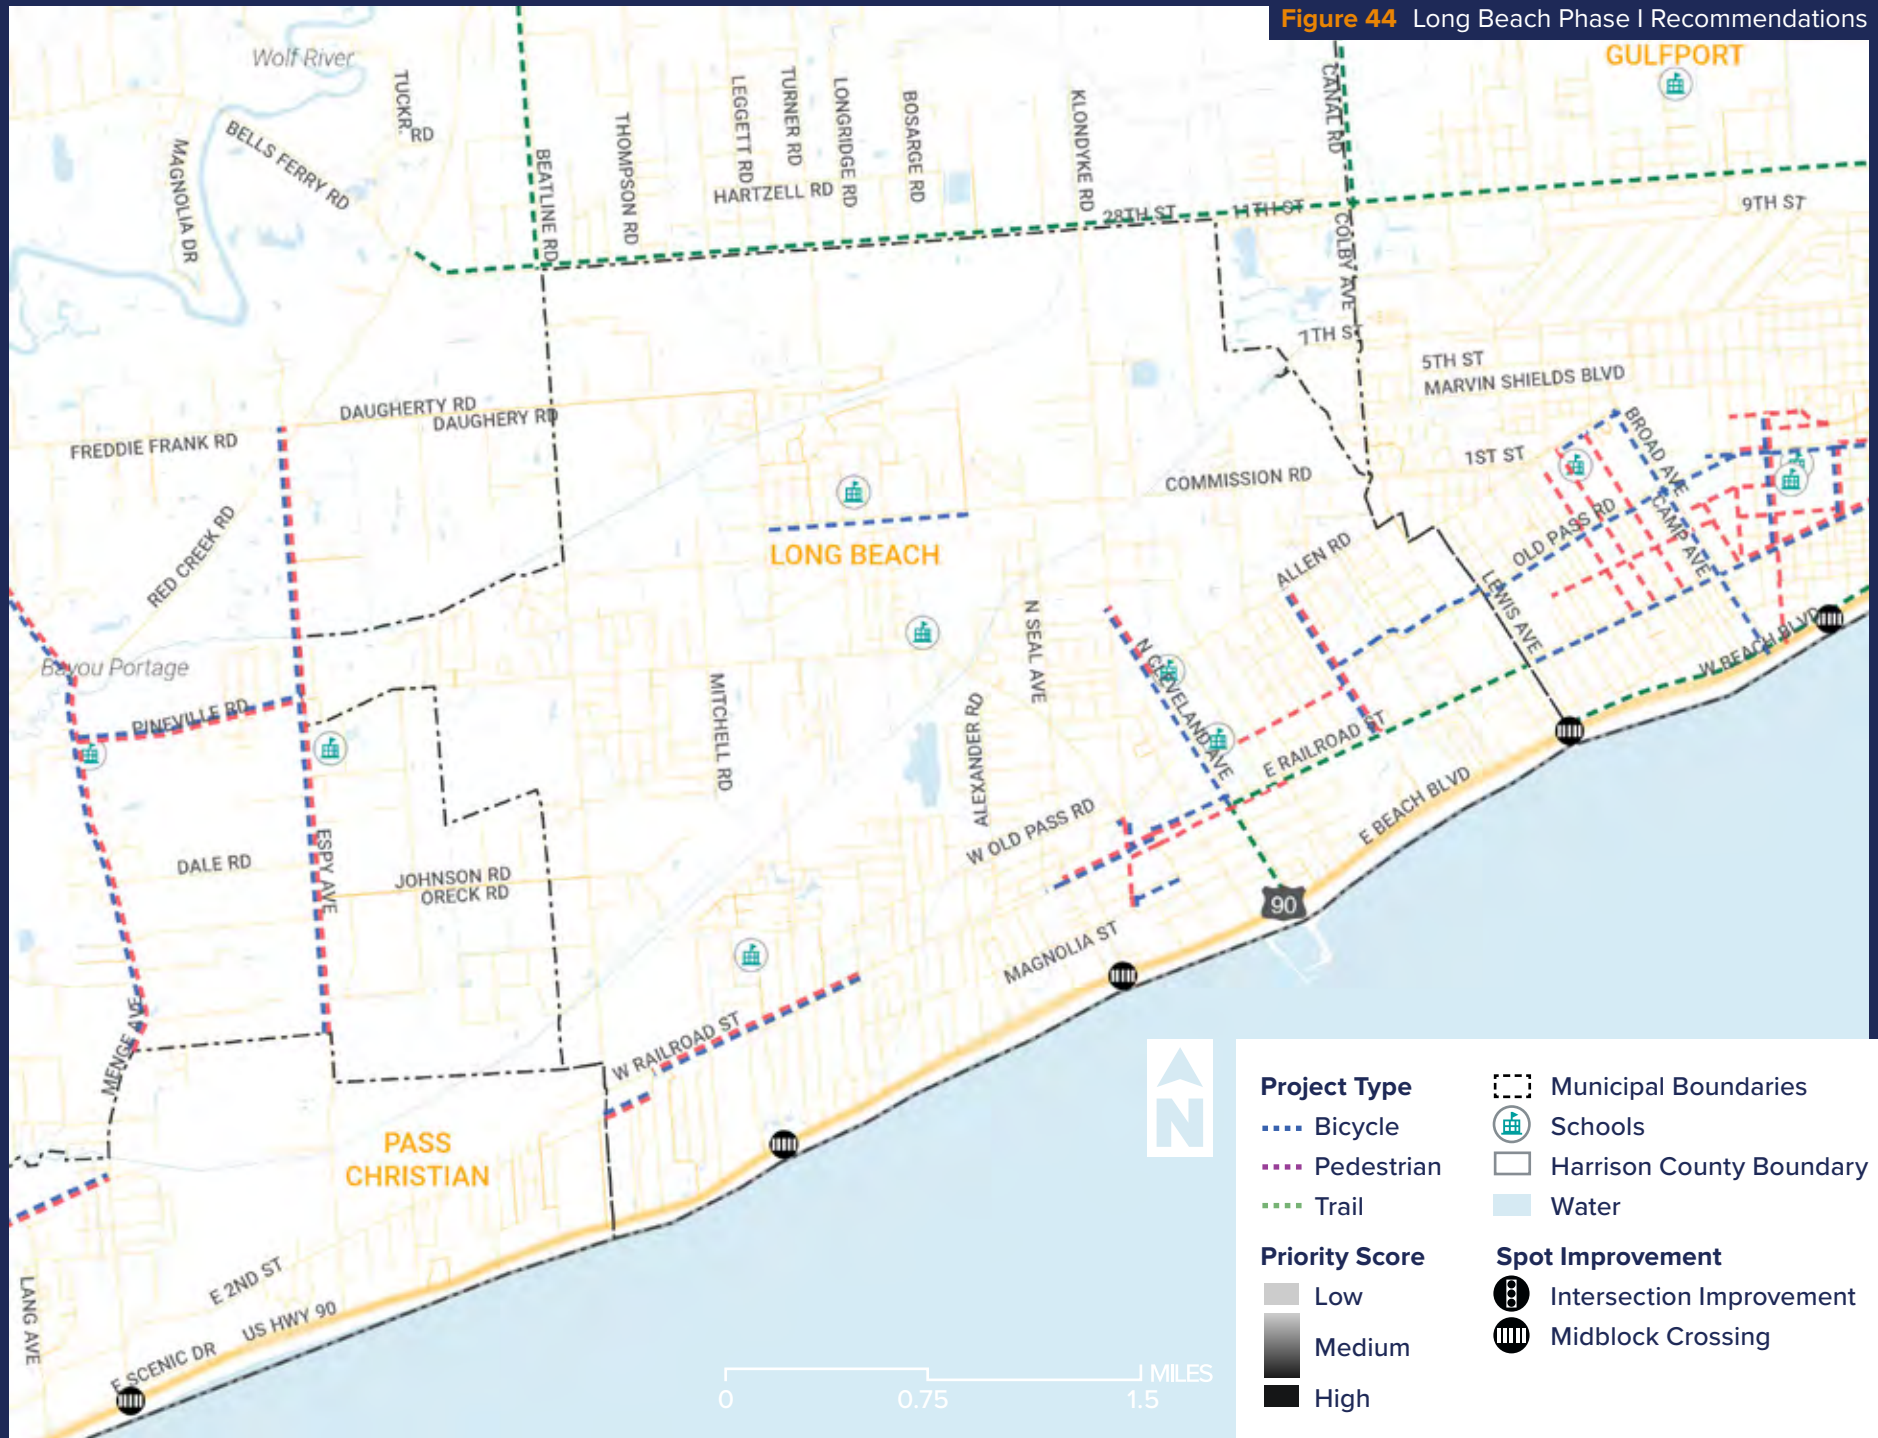 Figure 44 Long Beach Phase I Recommendations
GULFPORT
Wolf River
TUCKR. RD
MAGNOLIA DR
BELLS FERRY RD
BEATLINE RD
THOMPSON RD
LEGGETT RD
TURNER RD
LONGRIDGE RD
BOSARGE RD
HARTZELL RD
KLONDYKE RD
CANAL RD
28TH ST
11TH ST
9TH ST
COLBY AVE
7TH ST
5TH ST
MARVIN SHIELDS BLVD
DAUGHERTY RD
DAUGHERY RD
FREDDIE FRANK RD
BROAD AVE
1ST ST
COMMISSION RD
CAMP AVE
OLD PASS RD
RED CREEK RD
LONG BEACH
ALLEN RD
LEWIS AVE
N SEAL AVE
N CLEVELAND AVE
W BEACH BLVD
Bayou Portage
PINEVILLE RD
MITCHELL RD
ALEXANDER RD
E RAILROAD ST
E BEACH BLVD
W OLD PASS RD
DALE RD
ESPY AVE
JOHNSON RD
ORECK RD
90
MAGNOLIA ST
MENGE AVE
W RAILROAD ST
PASS
CHRISTIAN
E 2ND ST
LANG AVE
US HWY 90
E SCENIC DR
N
0
0.75
1.5
MILES
Project Type
Bicycle
Pedestrian
Trail
Priority Score
Low
Medium
High
Municipal Boundaries
Schools
Harrison County Boundary
Water
Spot Improvement
Intersection Improvement
Midblock Crossing